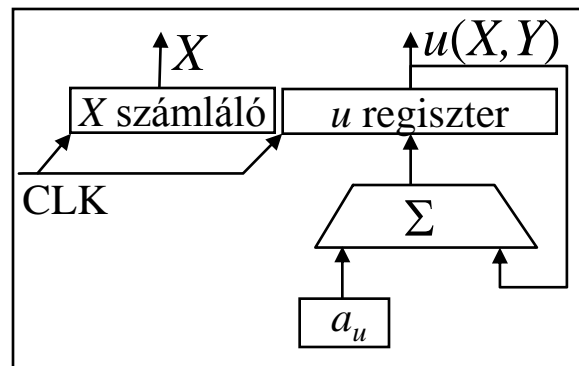 X
u(X,Y)
X számláló
u regiszter
CLK
Σ
a_u